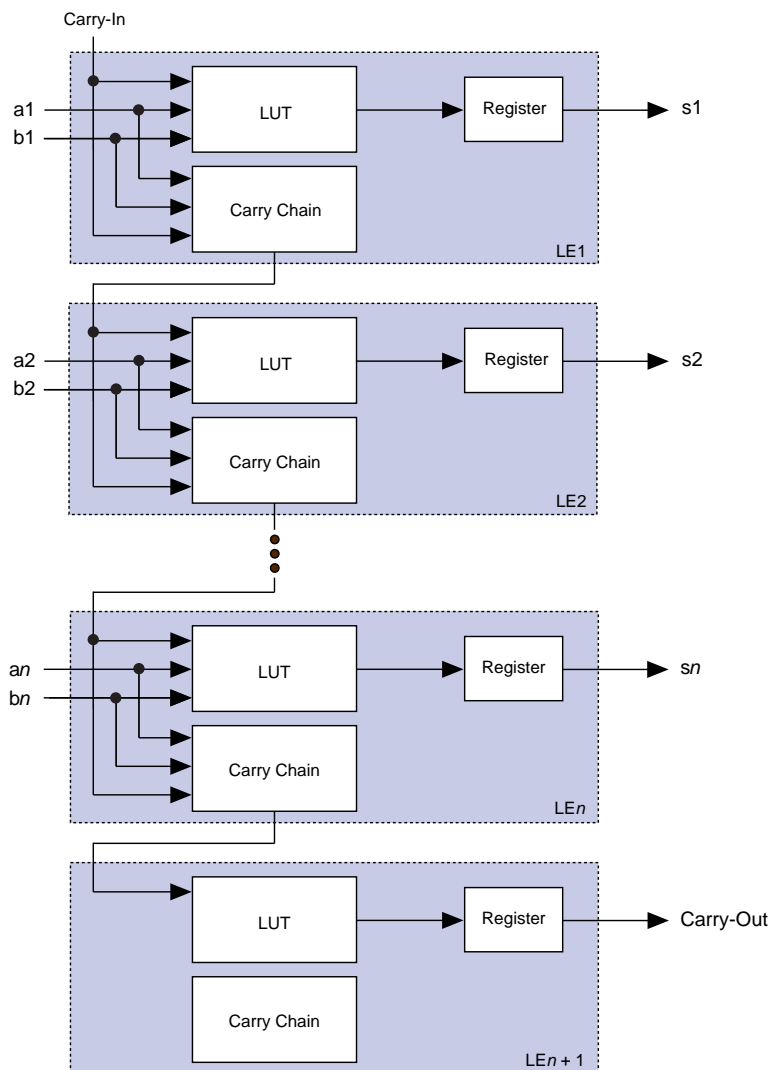 Carry-In
a1
b1
LUT
Register
s1
Carry Chain
LE1
a2
b2
LUT
Register
s2
Carry Chain
LE2
an
bn
LUT
Register
sn
Carry Chain
LEn
LUT
Register
Carry-Out
Carry Chain
LEn + 1